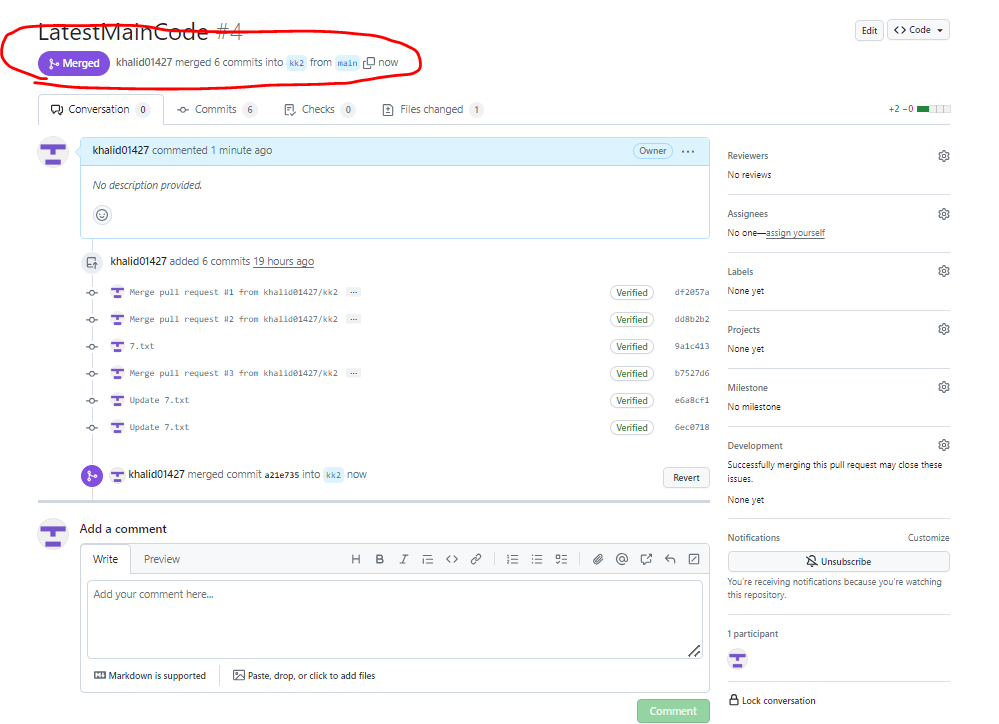 LatestMainCode #4
Edit
<> Code
Merged
khalid01427 merged 6 commits into kk2 from main now
Conversation 0
Commits 6
Checks 0
Files changed 1
+2 −0
khalid01427 commented 1 minute ago
Owner
No description provided.
khalid01427 added 6 commits 19 hours ago
Merge pull request #1 from khalid01427/kk2 ... Verified df2057a
Merge pull request #2 from khalid01427/kk2 ... Verified dd8b2b2
7.txt Verified 9a1c413
Merge pull request #3 from khalid01427/kk2 ... Verified b7527d6
Update 7.txt Verified e6a8cf1
Update 7.txt Verified 6ec0718
khalid01427 merged commit a21e735 into kk2 now
Revert
Add a comment
Write
Preview
H B I
Add your comment here...
Markdown is supported
Paste, drop, or click to add files
Comment
Reviewers
No reviews
Assignees
No one—assign yourself
Labels
None yet
Projects
None yet
Milestone
No milestone
Development
Successfully merging this pull request may close these
issues.
None yet
Notifications
Customize
Unsubscribe
You're receiving notifications because you're watching
this repository.
1 participant
Lock conversation